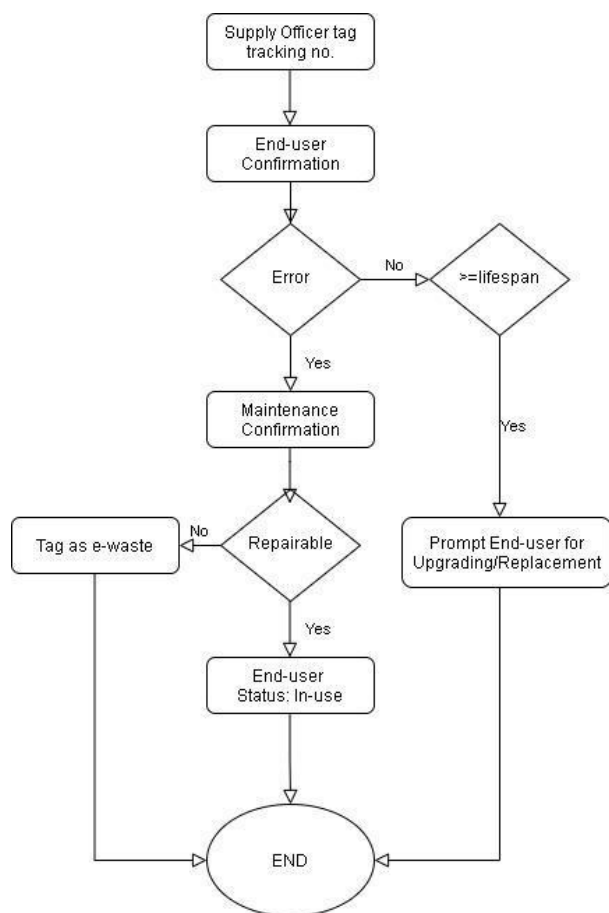 Supply Officer tag
tracking no.
End-user
Confirmation
Error
No
>=lifespan
Yes
Maintenance
Confirmation
Yes
Tag as e-waste
No
Repairable
Prompt End-user for
Upgrading/Replacement
Yes
End-user
Status: In-use
END